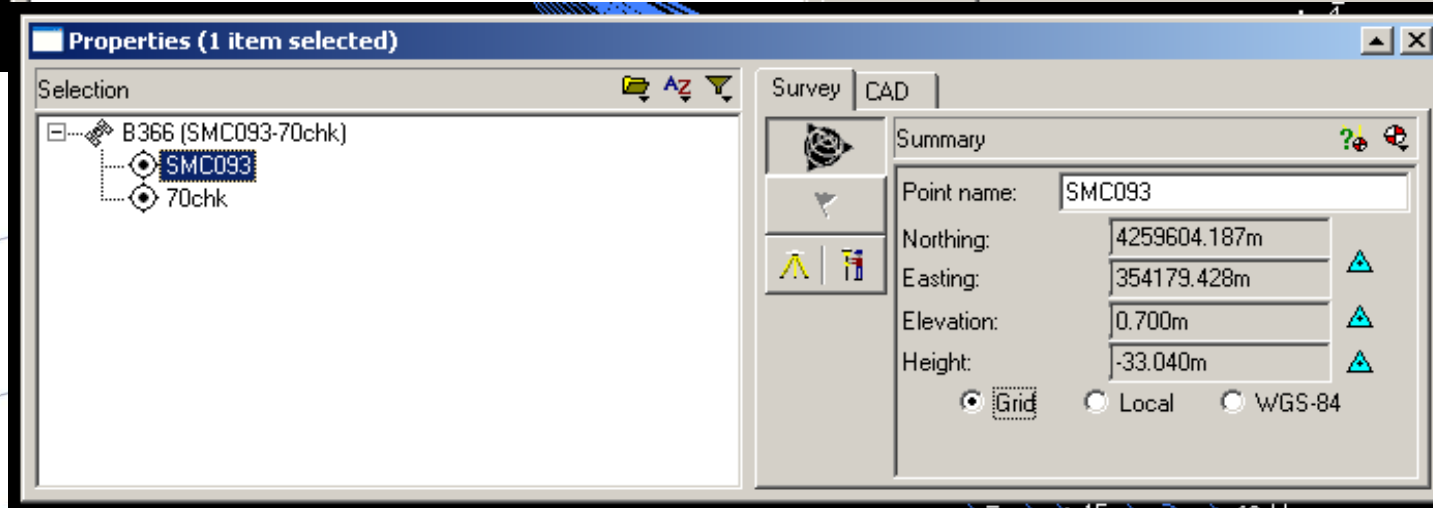 Properties (1 item selected)
Selection
AZ
Survey
CAD
B366 (SMC093-70chk)
SMC093
70chk
Summary
?
Point name: SMC093
Northing: 4259604.187m
Easting: 354179.428m
Elevation: 0.700m
Height: -33.040m
Grid Local WGS-84